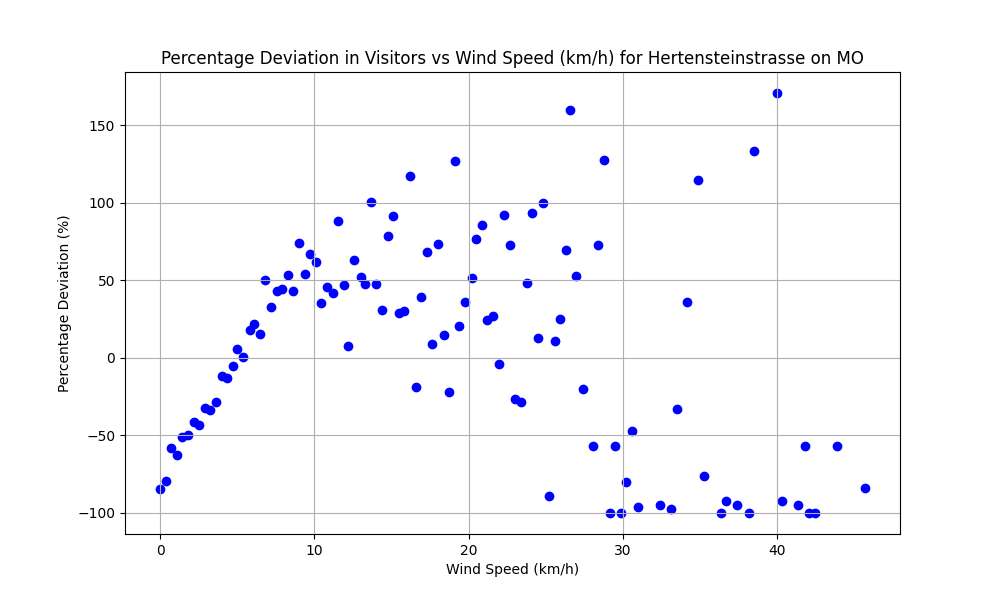 Percentage Deviation in Visitors vs Wind Speed (km/h) for Hertensteinstrasse on MO
150
100
50
0
−50
−100
Percentage Deviation (%)
0 10 20 30 40
Wind Speed (km/h)